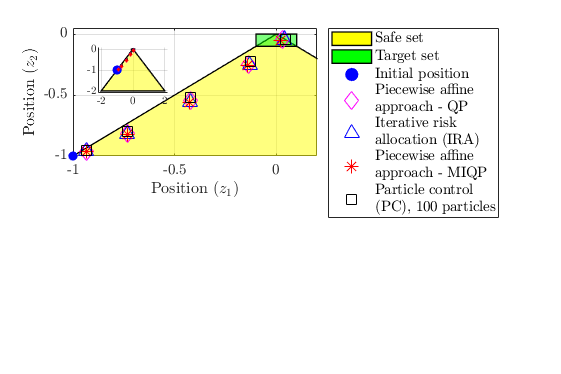 0
-0.5
-1
-1
-0.5
0
Position (z1)
Position (z2)
0
-1
-2
-2
0
2
Safe set
Target set
Initial position
Piecewise affine
approach - QP
Iterative risk
allocation (IRA)
Piecewise affine
approach - MIQP
Particle control
(PC), 100 particles